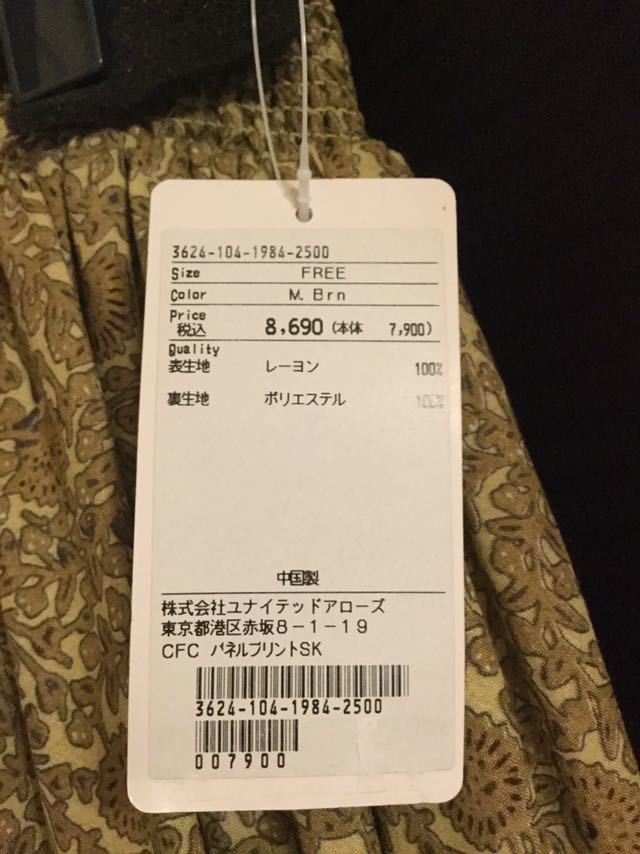 3624-104-1984-2500
Size FREE
Color M. Brn
Price
税込 8,690 (本体 7,900)
Quality
表生地 レーヨン 100%
裏生地 ポリエステル 100%
中国製
株式会社ユナイテッドアローズ
東京都港区赤坂8-1-19
CFC パネルプリントSK
3624-104-1984-2500
007900